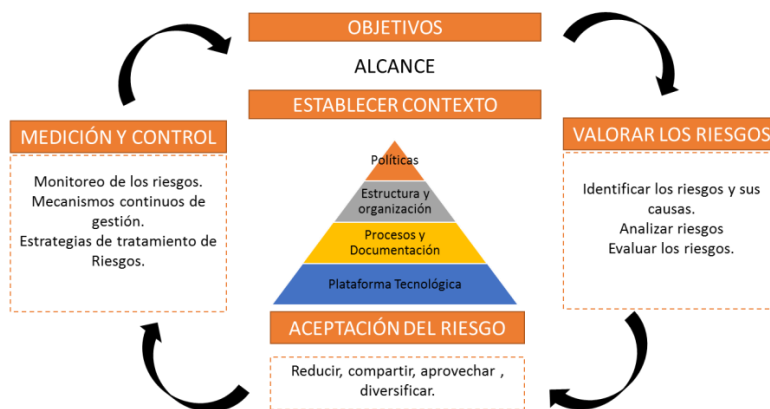 OBJETIVOS
ALCANCE
ESTABLECER CONTEXTO
MEDICIÓN Y CONTROL
Monitoreo de los riesgos.
Mecanismos continuos de
gestión.
Estrategias de tratamiento de
Riesgos.
Políticas
Estructura y
organización
Procesos y
Documentación
Plataforma Tecnológica
VALORAR LOS RIESGOS
Identificar los riesgos y sus
causas.
Analizar riesgos
Evaluar los riesgos.
ACEPTACIÓN DEL RIESGO
Reducir, compartir, aprovechar ,
diversificar.